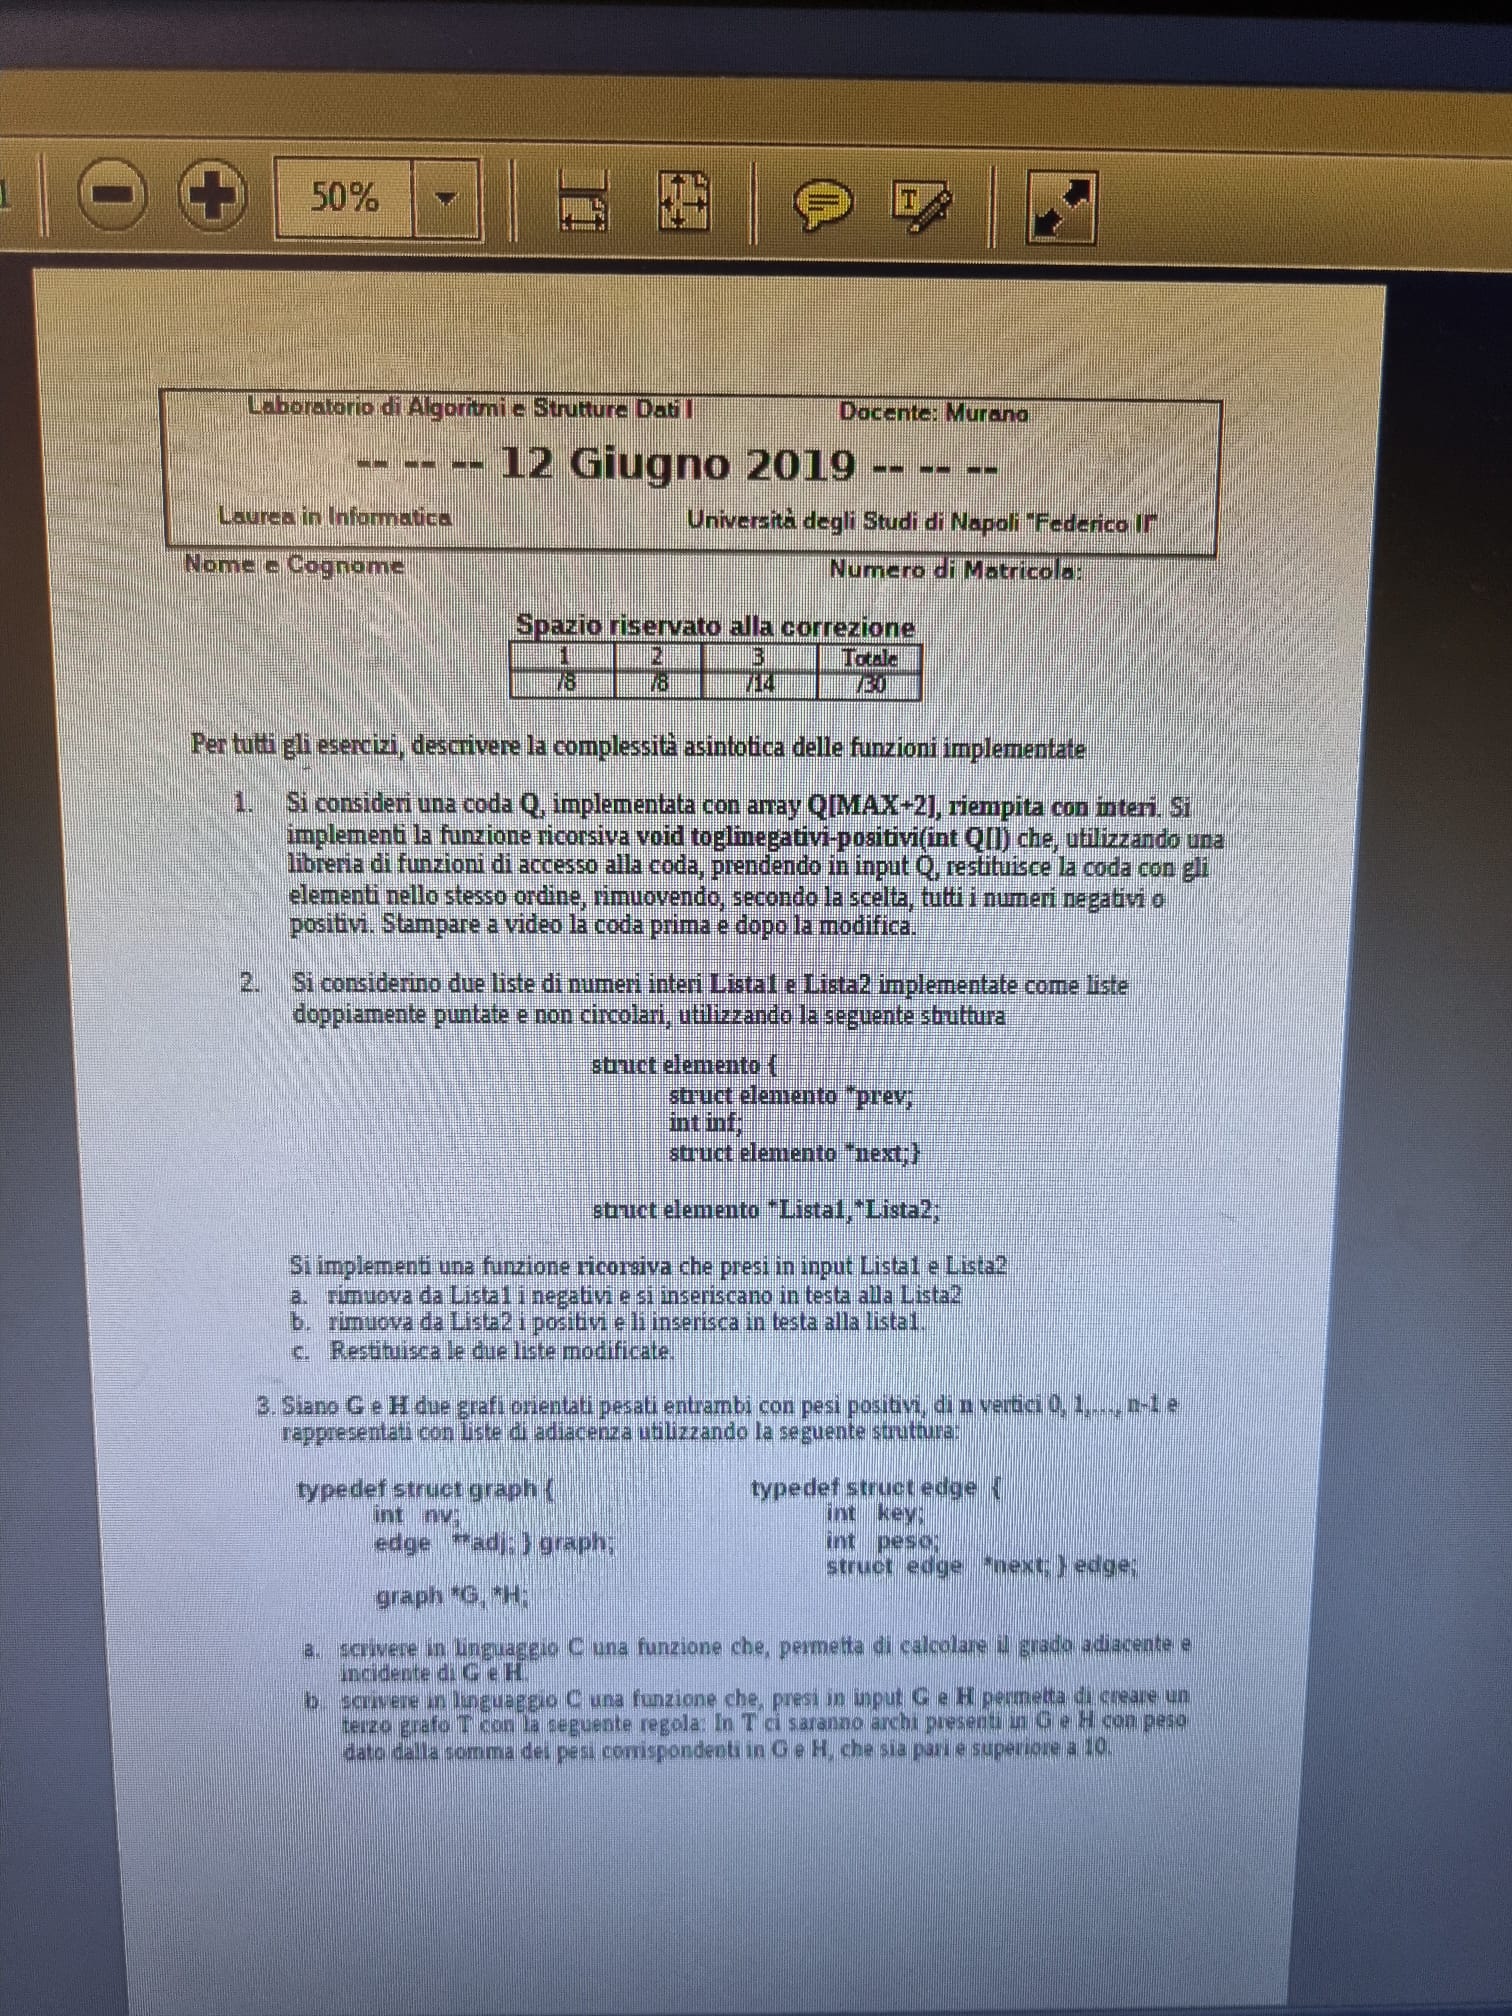 50%
Laboratorio di Algoritmi e Strutture Dati I Docente: Murano
-- -- -- 12 Giugno 2019 -- -- --
Laurea in Informatica Università degli Studi di Napoli "Federico II"
Nome e Cognome Numero di Matricola:
Spazio riservato alla correzione
1 2 3 Totale
/8 /8 /14 /30
Per tutti gli esercizi, descrivere la complessità asintotica delle funzioni implementate
1. Si consideri una coda Q, implementata con array Q[MAX+2], riempita con interi. Si
implementi la funzione ricorsiva void toglinegativi-positivi(int Q[]) che, utilizzando una
libreria di funzioni di accesso alla coda, prendendo in input Q, restituisce la coda con gli
elementi nello stesso ordine, rimuovendo, secondo la scelta, tutti i numeri negativi o
positivi. Stampare a video la coda prima e dopo la modifica.
2. Si considerino due liste di numeri interi Lista1 e Lista2 implementate come liste
doppiamente puntate e non circolari, utilizzando la seguente struttura
struct elemento {
struct elemento *prev;
int inf;
struct elemento *next;}
struct elemento *Lista1,*Lista2;
Si implementi una funzione ricorsiva che presi in input Lista1 e Lista2
a. rimuova da Lista1 i negativi e si inseriscano in testa alla Lista2
b. rimuova da Lista2 i positivi e li inserisca in testa alla lista1.
c. Restituisca le due liste modificate.
3. Siano G e H due grafi orientati pesati entrambi con pesi positivi, di n vertici 0, 1,..., n-1 e
rappresentati con liste di adiacenza utilizzando la seguente struttura:
typedef struct graph { typedef struct edge {
int nv; int key;
edge **adj; } graph; int peso;
struct edge *next; } edge;
graph *G, *H;
a. scrivere in linguaggio C una funzione che, permetta di calcolare il grado adiacente e
incidente di G e H.
b. scrivere in linguaggio C una funzione che, presi in input G e H permetta di creare un
terzo grafo T con la seguente regola: In T ci saranno archi presenti in G e H con peso
dato dalla somma dei pesi corrispondenti in G e H, che sia pari e superiore a 10.